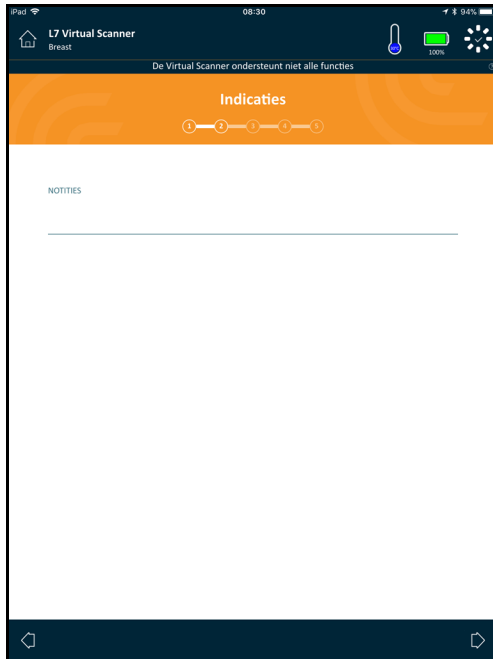 iPad 08:30 94%
L7 Virtual Scanner
Breast
100%
De Virtual Scanner ondersteunt niet alle functies
Indicaties
1 2 3 4 5
NOTITIES